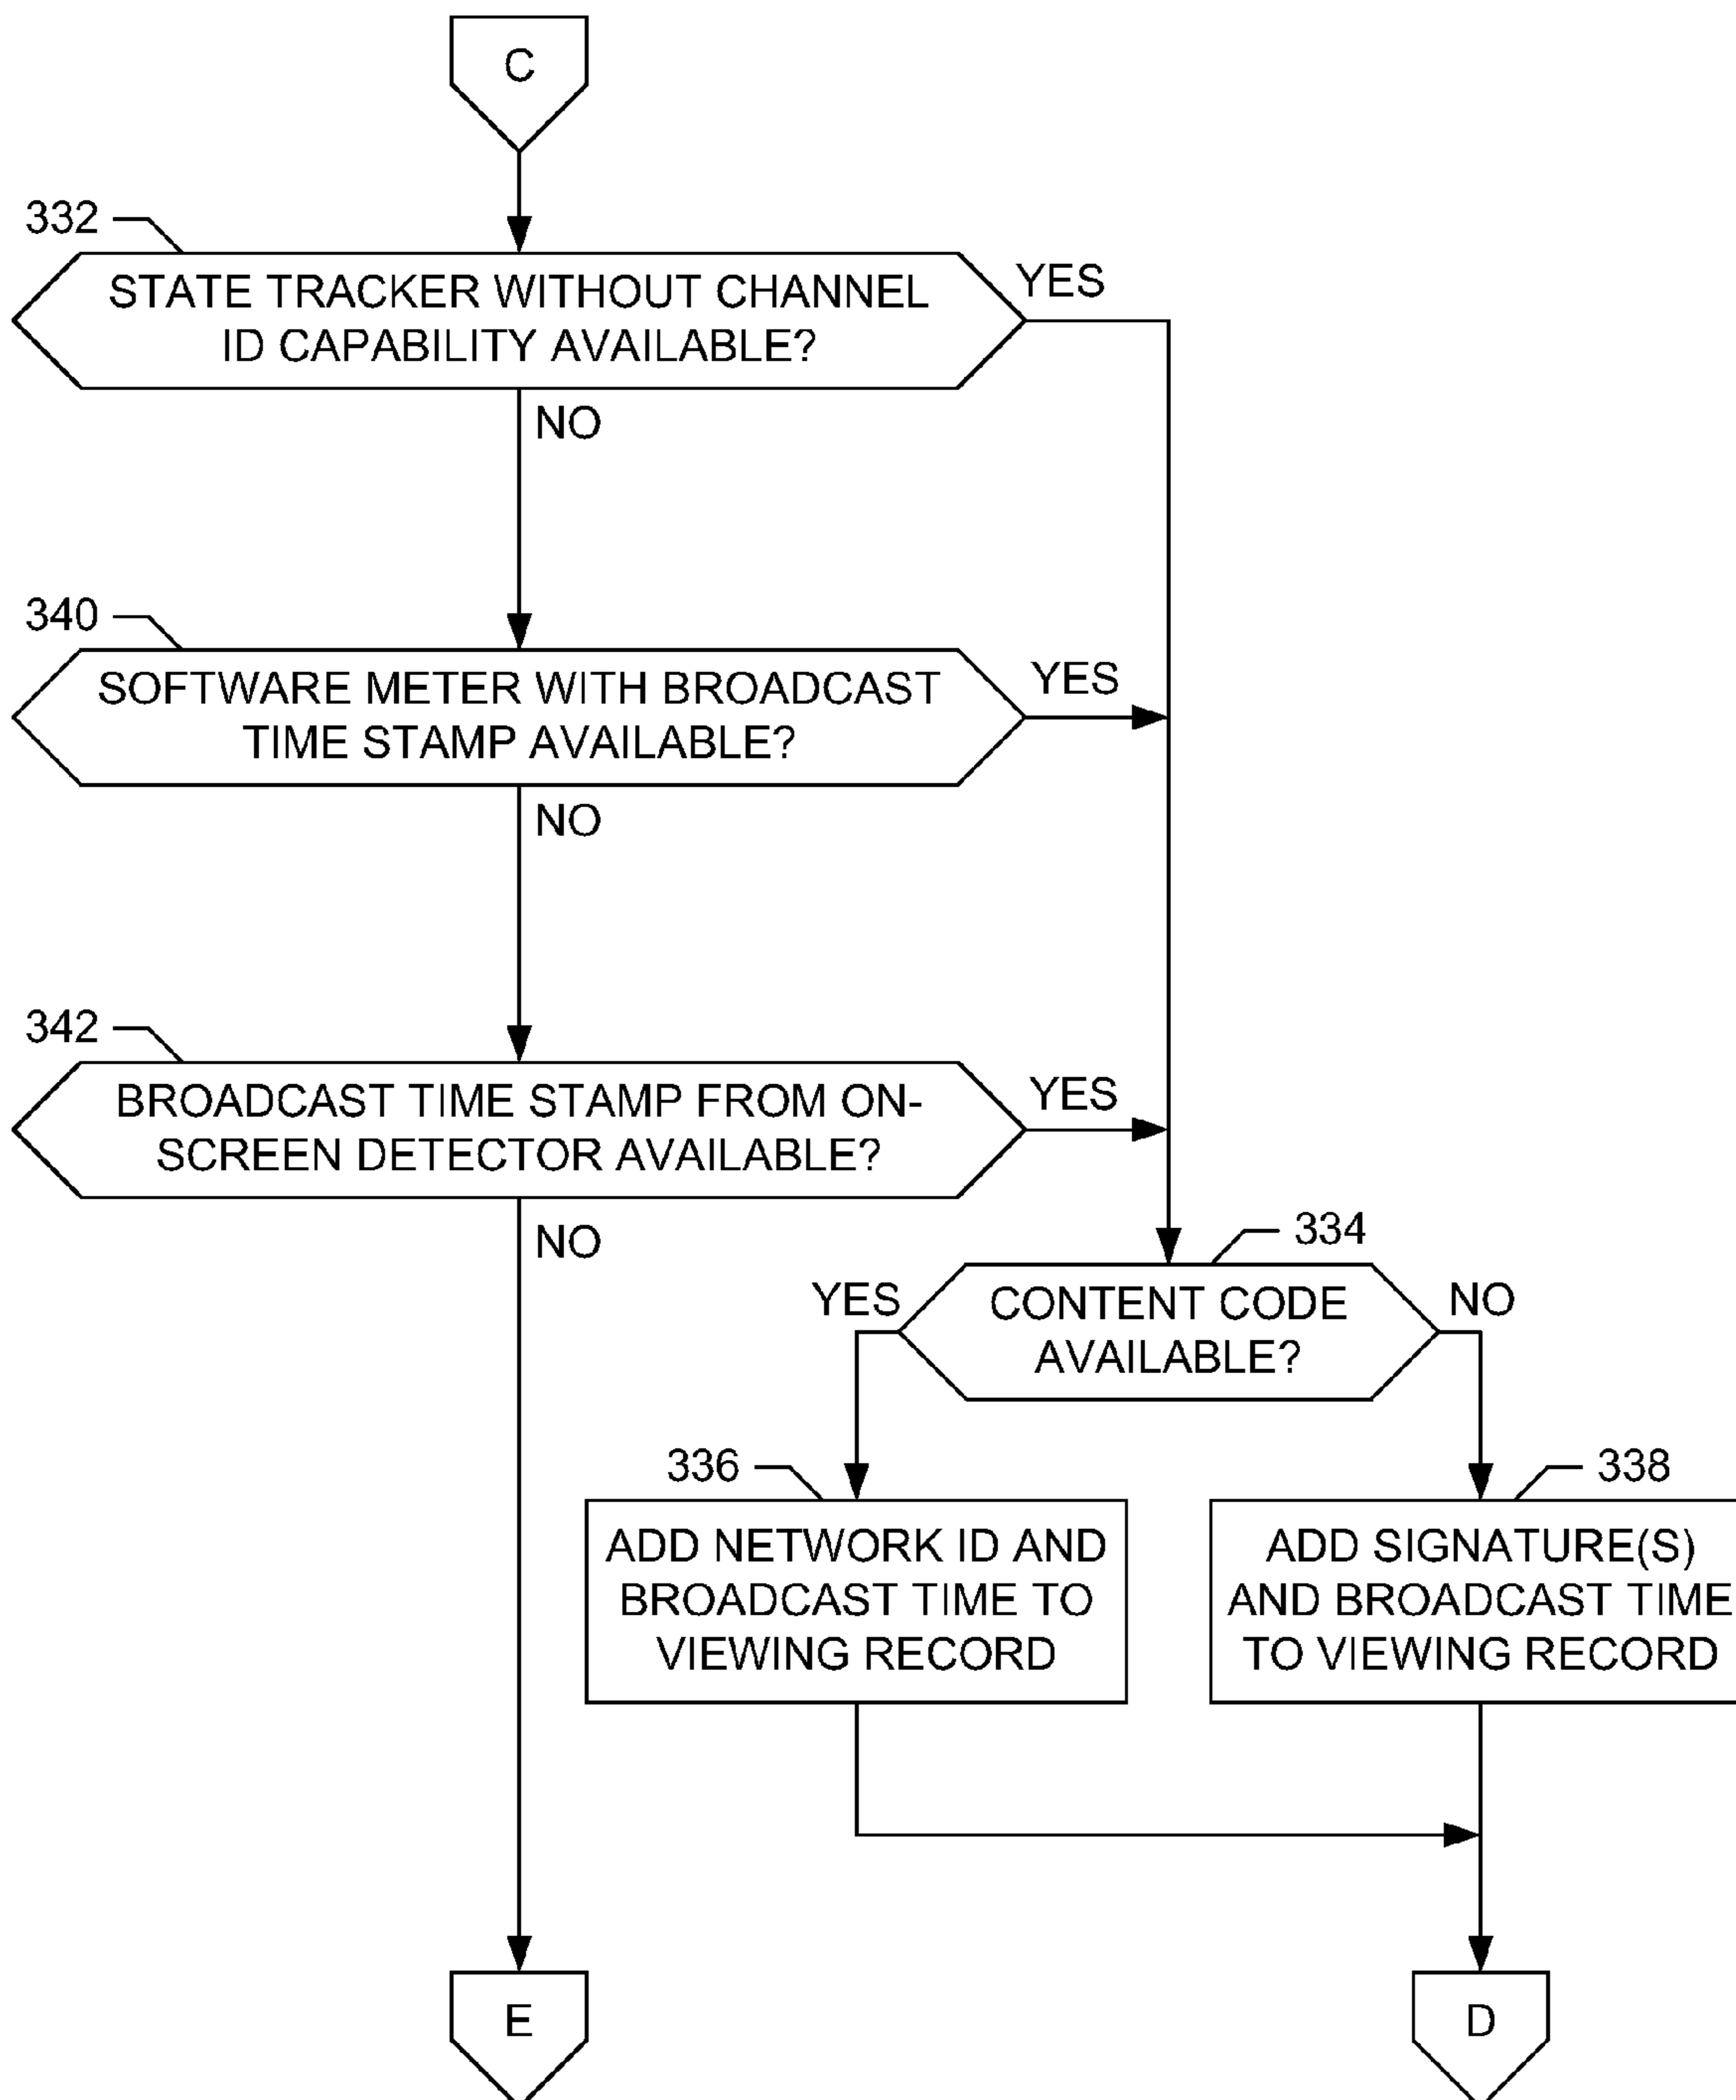 C
332
STATE TRACKER WITHOUT CHANNEL
ID CAPABILITY AVAILABLE?
YES
NO
340
SOFTWARE METER WITH BROADCAST
TIME STAMP AVAILABLE?
YES
NO
342
BROADCAST TIME STAMP FROM ON-
SCREEN DETECTOR AVAILABLE?
YES
NO
334
CONTENT CODE
AVAILABLE?
YES
NO
336
ADD NETWORK ID AND
BROADCAST TIME TO
VIEWING RECORD
338
ADD SIGNATURE(S)
AND BROADCAST TIME
TO VIEWING RECORD
E
D